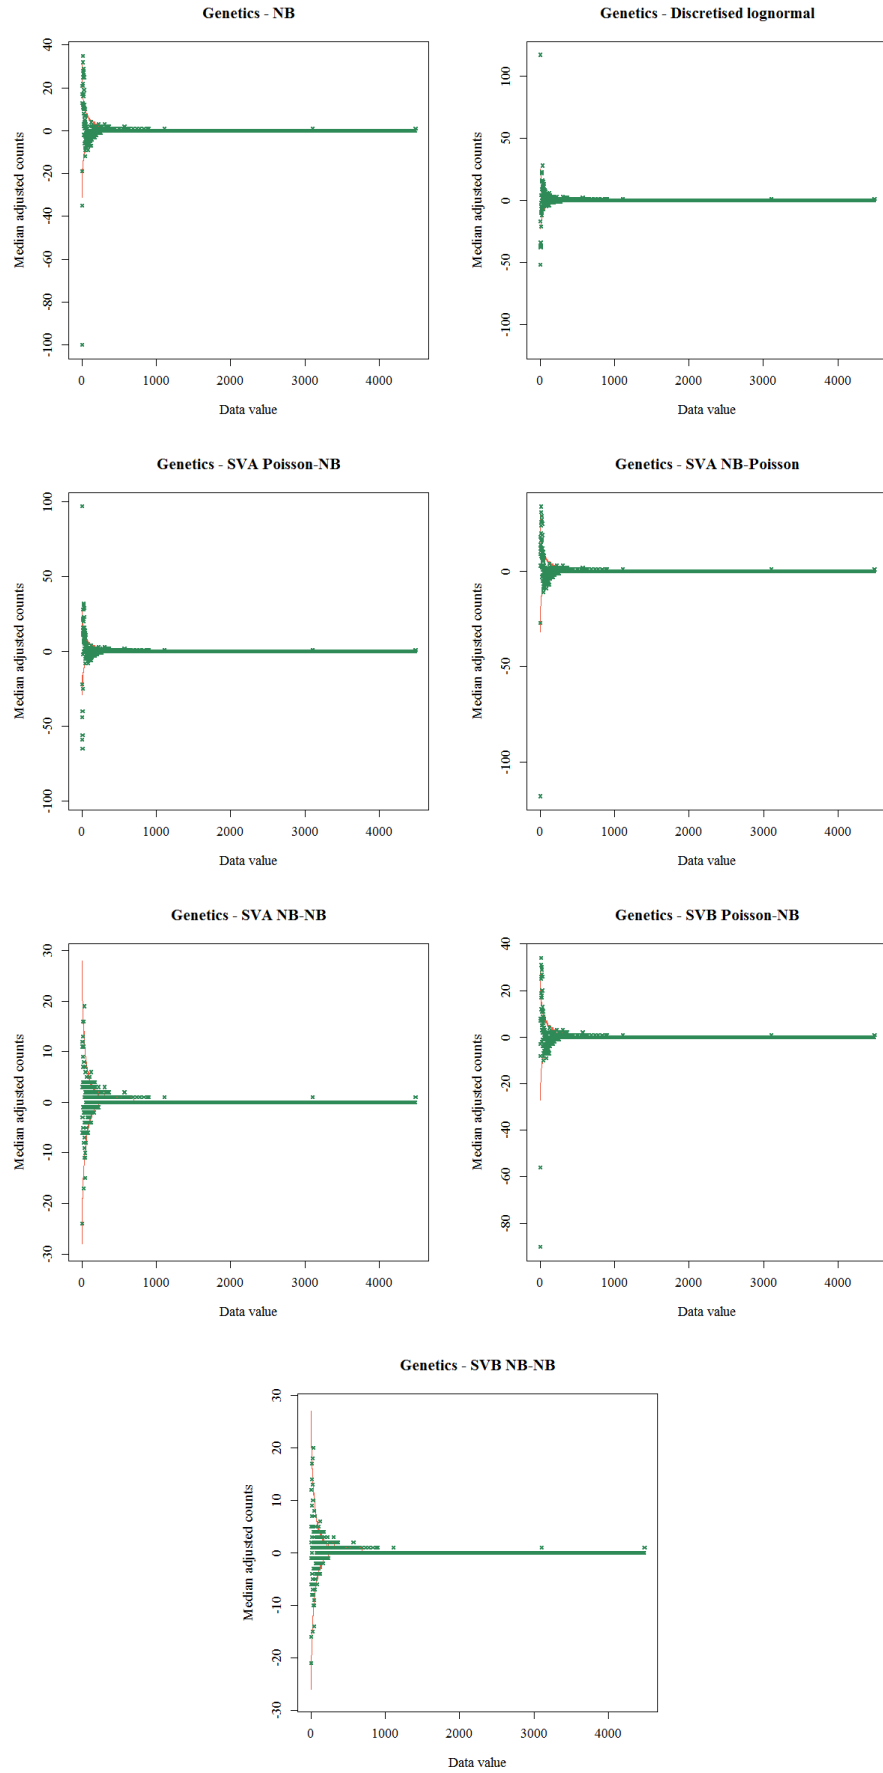 Genetics - NB
Median adjusted counts
40
20
0
-20
-40
-60
-80
-100
0 1000 2000 3000 4000
Data value
Genetics - Discretised lognormal
Median adjusted counts
100
50
0
-50
-100
0 1000 2000 3000 4000
Data value
Genetics - SVA Poisson-NB
Median adjusted counts
100
50
0
-50
-100
0 1000 2000 3000 4000
Data value
Genetics - SVA NB-Poisson
Median adjusted counts
0
-50
-100
0 1000 2000 3000 4000
Data value
Genetics - SVA NB-NB
Median adjusted counts
30
20
10
0
-10
-20
-30
0 1000 2000 3000 4000
Data value
Genetics - SVB Poisson-NB
Median adjusted counts
40
20
0
-20
-40
-60
-80
0 1000 2000 3000 4000
Data value
Genetics - SVB NB-NB
Median adjusted counts
30
20
10
0
-10
-20
-30
0 1000 2000 3000 4000
Data value